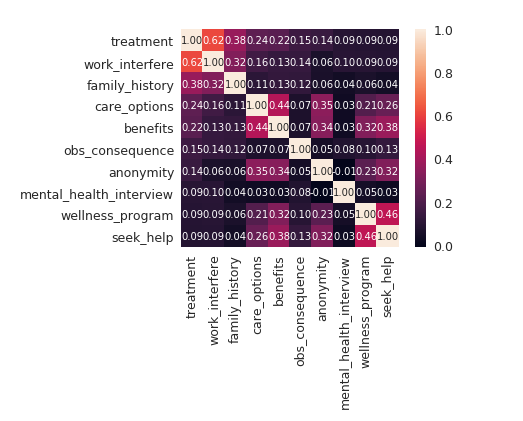 treatment 1.00 0.62 0.38 0.24 0.22 0.15 0.14 0.09 0.09 0.09
work_interfere 0.62 1.00 0.32 0.16 0.13 0.14 0.06 0.10 0.09 0.09
family_history 0.38 0.32 1.00 0.11 0.13 0.12 0.06 0.04 0.06 0.04
care_options 0.24 0.16 0.11 1.00 0.44 0.07 0.35 0.03 0.21 0.26
benefits 0.22 0.13 0.13 0.44 1.00 0.07 0.34 0.03 0.32 0.38
obs_consequence 0.15 0.14 0.12 0.07 0.07 1.00 0.05 0.08 0.10 0.13
anonymity 0.14 0.06 0.06 0.35 0.34 0.05 1.00 -0.01 0.23 0.32
mental_health_interview 0.09 0.10 0.04 0.03 0.03 0.08 -0.01 1.00 0.05 0.03
wellness_program 0.09 0.09 0.06 0.21 0.32 0.10 0.23 0.05 1.00 0.46
seek_help 0.09 0.09 0.04 0.26 0.38 0.13 0.32 0.03 0.46 1.00
treatment
work_interfere
family_history
care_options
benefits
obs_consequence
anonymity
mental_health_interview
wellness_program
seek_help
1.0
0.8
0.6
0.4
0.2
0.0